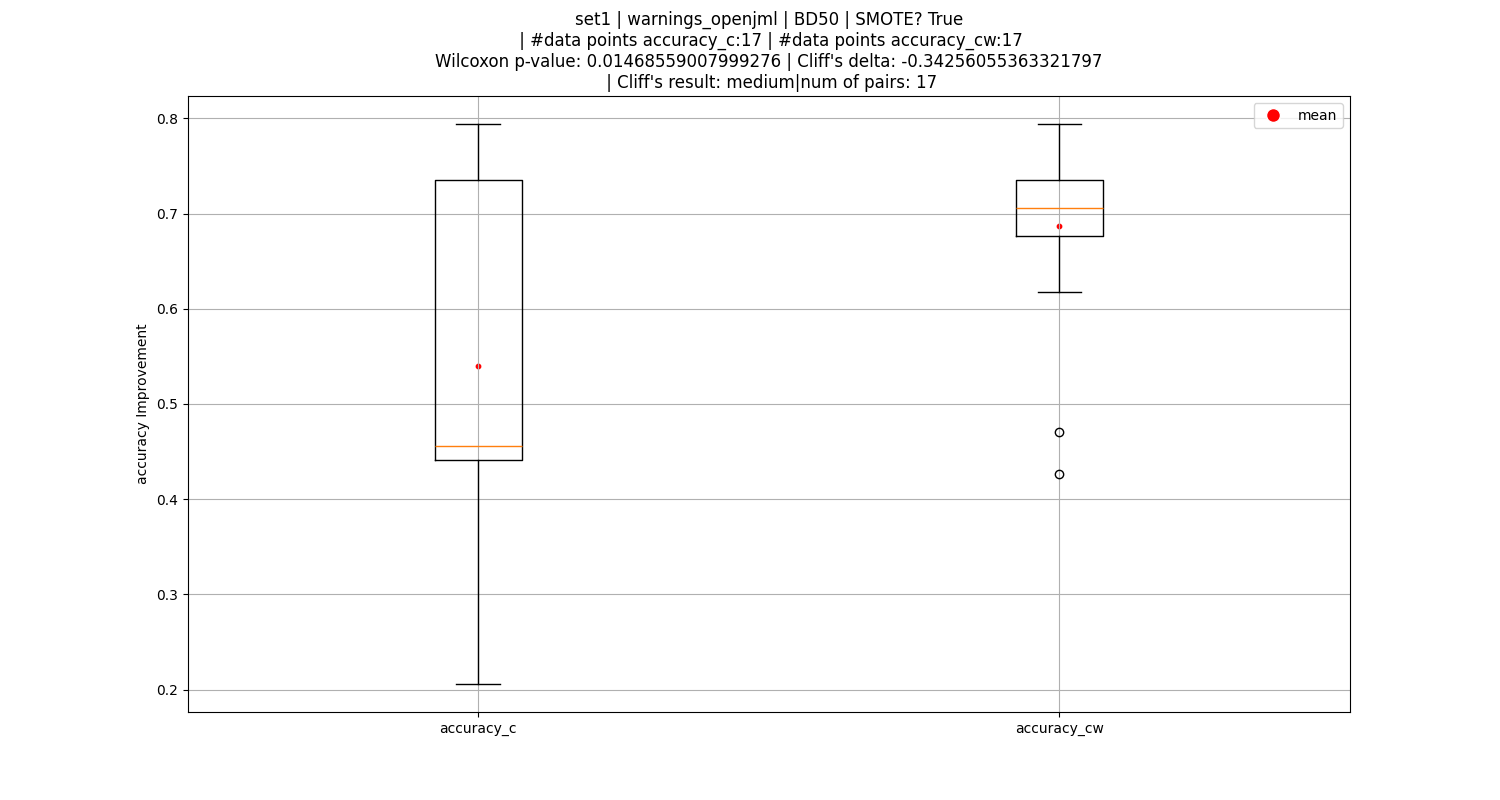 set1 | warnings_openjml | BD50 | SMOTE? True
| #data points accuracy_c:17 | #data points accuracy_cw:17
Wilcoxon p-value: 0.01468559007999276 | Cliff's delta: -0.34256055363321797
| Cliff's result: medium|num of pairs: 17
mean
0.8
0.7
0.6
0.5
0.4
0.3
0.2
accuracy Improvement
accuracy_c
accuracy_cw